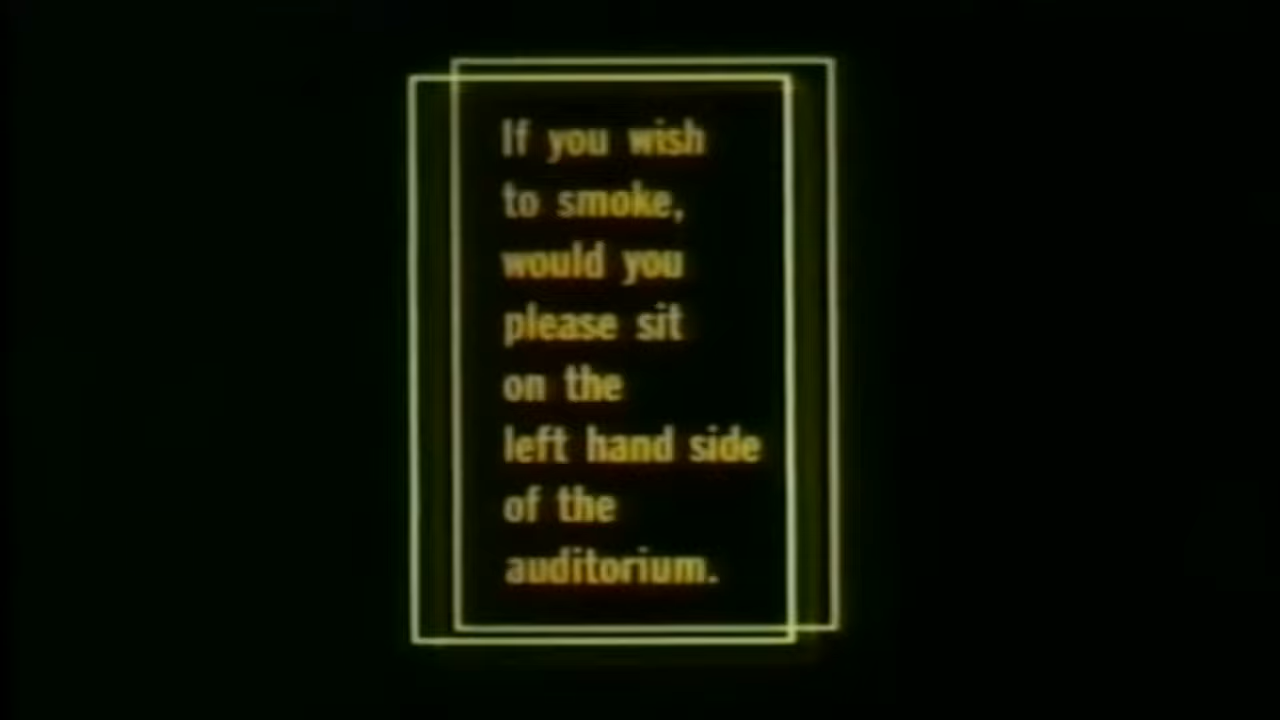 If you wish
to smoke,
would you
please sit
on the
left hand side
of the
auditorium.